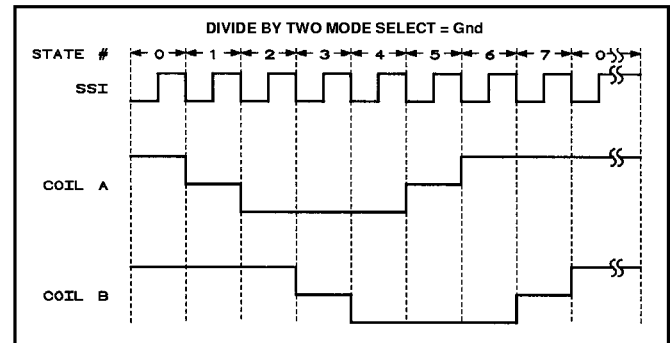 DIVIDE BY TWO MODE SELECT = Gnd
STATE # 0 1 2 3 4 5 6 7 0
SSI
COIL A
COIL B